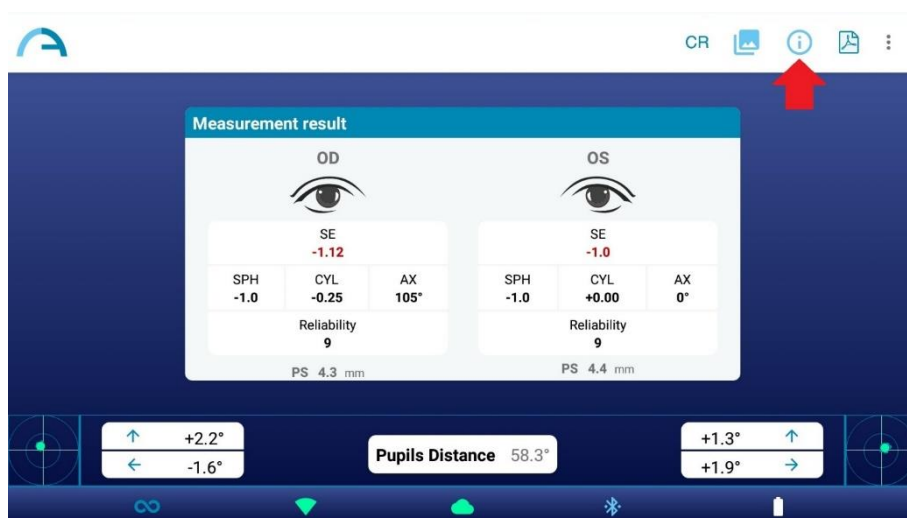 CR
Measurement result
OD OS
SE SE
-1.12 -1.0
SPH CYL AX SPH CYL AX
-1.0 -0.25 105° -1.0 +0.00 0°
Reliability Reliability
9 9
PS 4.3 mm PS 4.4 mm
+2.2° +1.3°
Pupils Distance 58.3°
-1.6° +1.9°